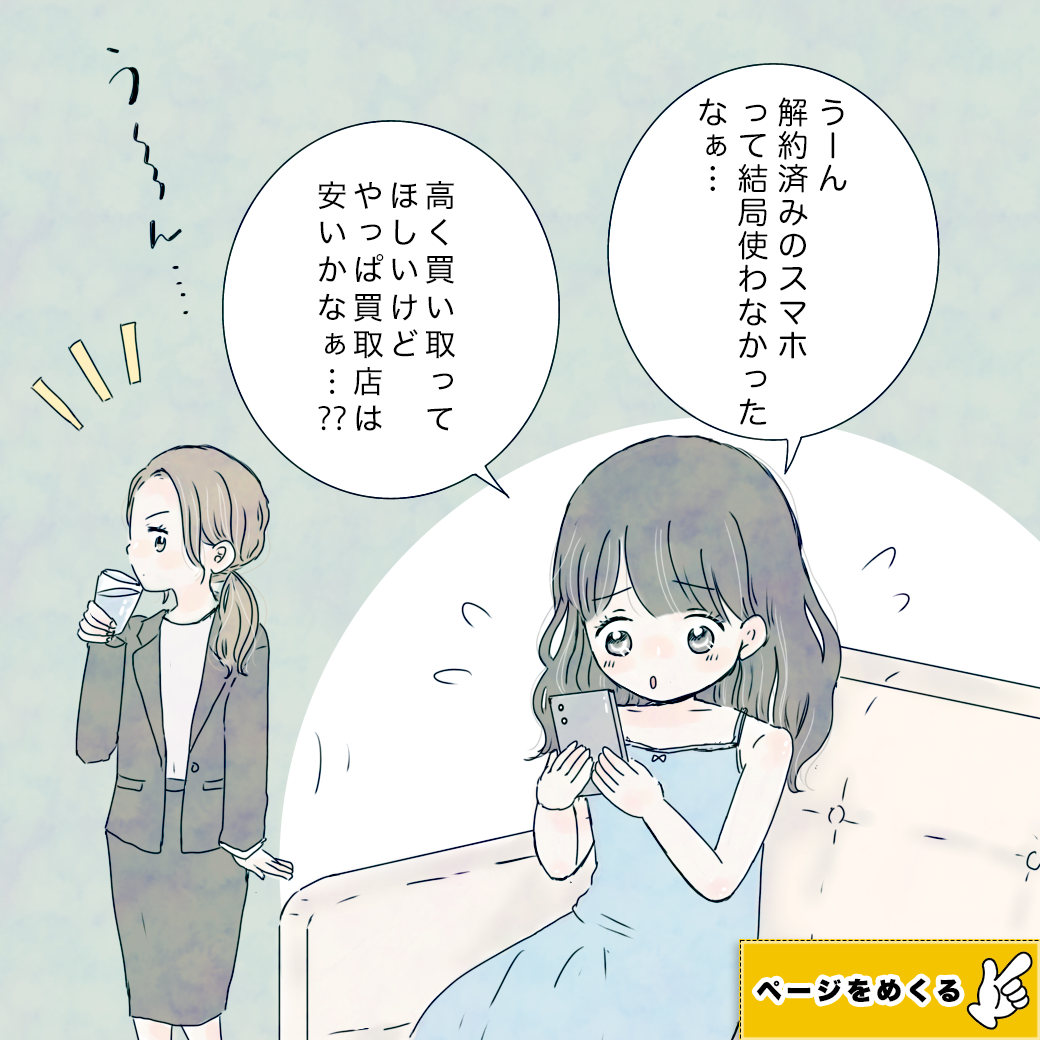 うーん
解約済みのスマホ
って結局使わなかった
なぁ…
高く買い取って
ほしいけど
やっぱ買取店は
安いかなぁ…??
う～～ん…
ページをめくる